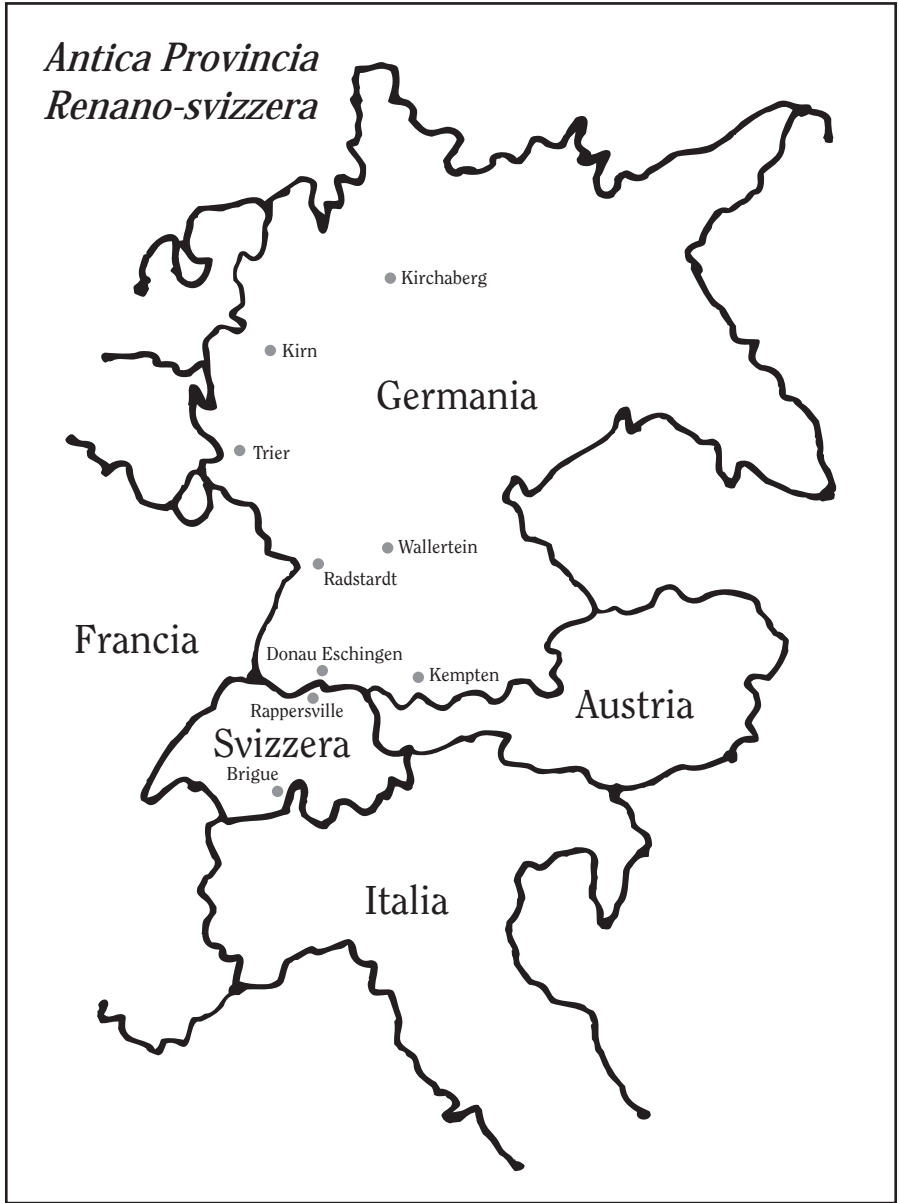 Antica Provincia
Renano-svizzera
Kirchaberg
Kirn
Germania
Trier
Wallertein
Radstardt
Francia
Donau Eschingen
Kempten
Rappersville
Austria
Svizzera
Brigue
Italia